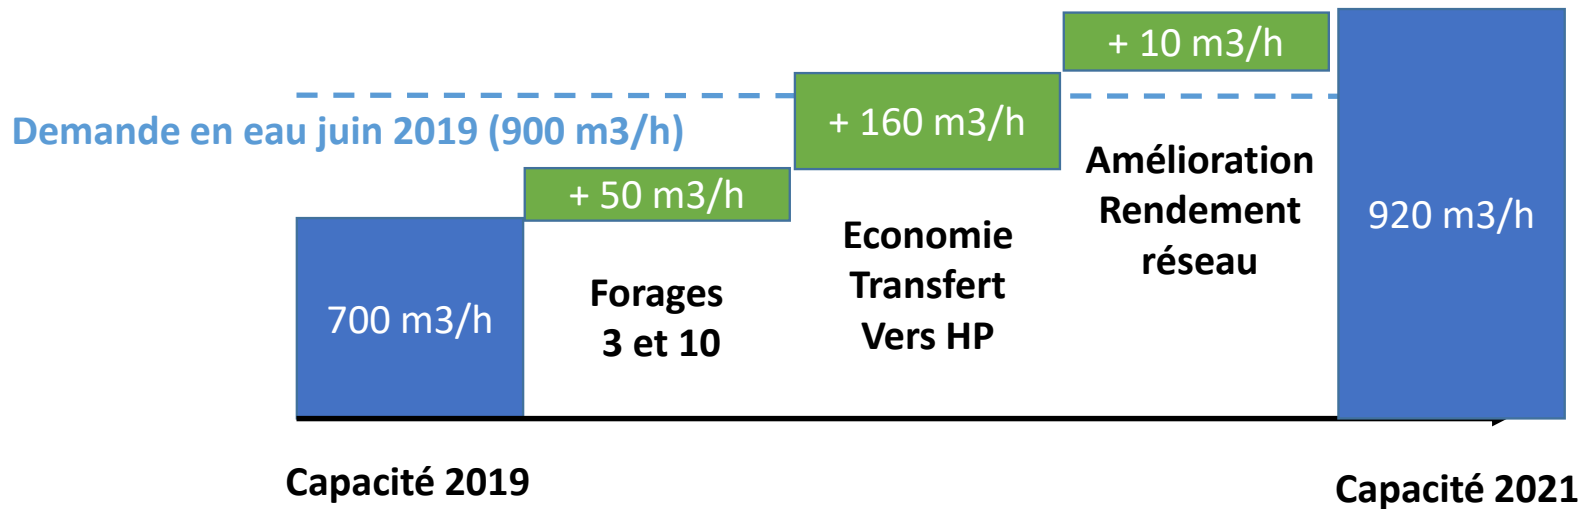 + 10 m3/h
Demande en eau juin 2019 (900 m3/h)
+ 160 m3/h
+ 50 m3/h
Amélioration
Rendement
réseau
920 m3/h
Economie
Transfert
Vers HP
Forages
3 et 10
700 m3/h
Capacité 2019
Capacité 2021